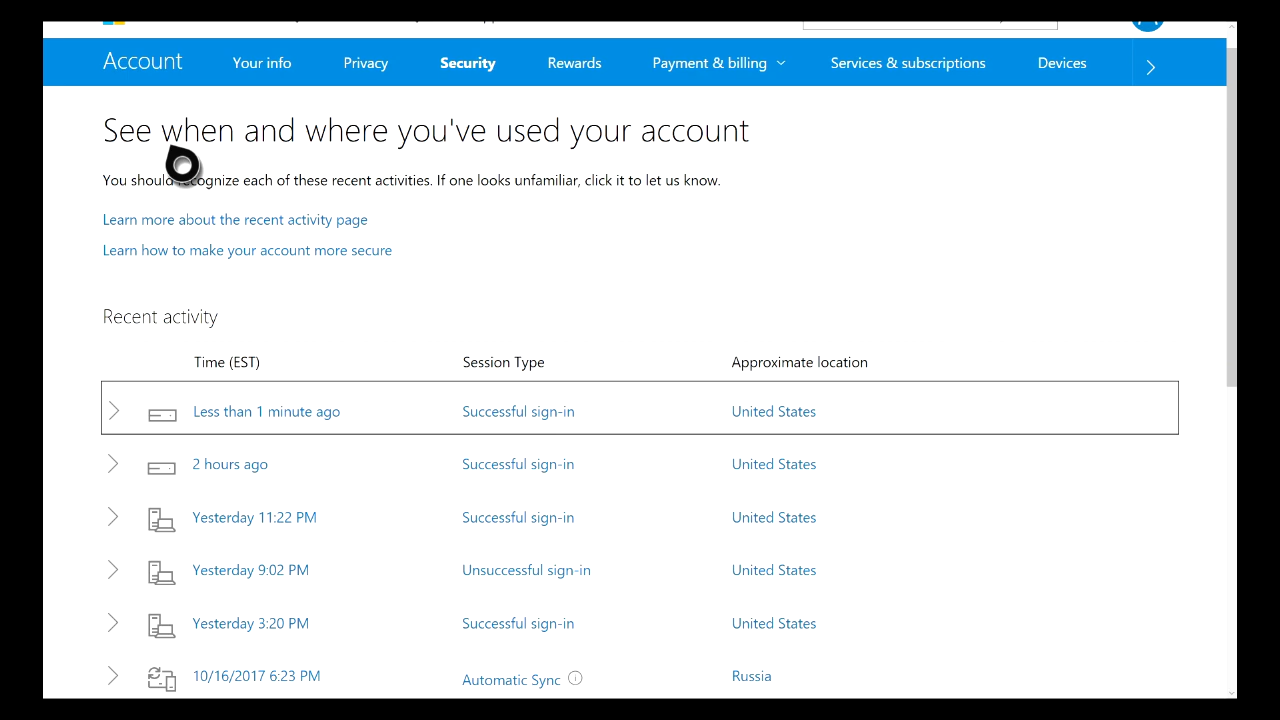 Account Your info Privacy Security Rewards Payment & billing Services & subscriptions Devices
See when and where you've used your account
You should recognize each of these recent activities. If one looks unfamiliar, click it to let us know.
Learn more about the recent activity page
Learn how to make your account more secure
Recent activity
Time (EST) Session Type Approximate location
Less than 1 minute ago Successful sign-in United States
2 hours ago Successful sign-in United States
Yesterday 11:22 PM Successful sign-in United States
Yesterday 9:02 PM Unsuccessful sign-in United States
Yesterday 3:20 PM Successful sign-in United States
10/16/2017 6:23 PM Automatic Sync Russia